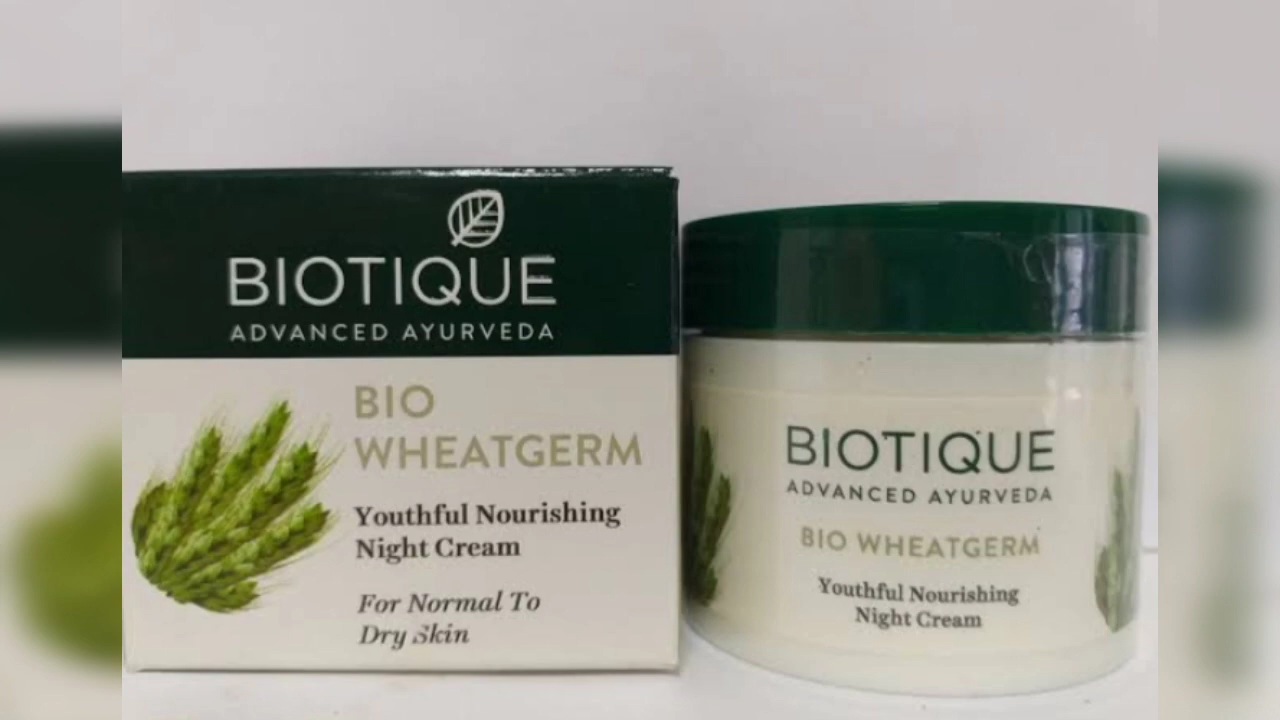 BIOTIQUE
ADVANCED AYURVEDA
BIO
WHEATGERM
Youthful Nourishing
Night Cream
For Normal To
Dry Skin
BIOTIQUE
ADVANCED AYURVEDA
BIO WHEATGERM
Youthful Nourishing
Night Cream